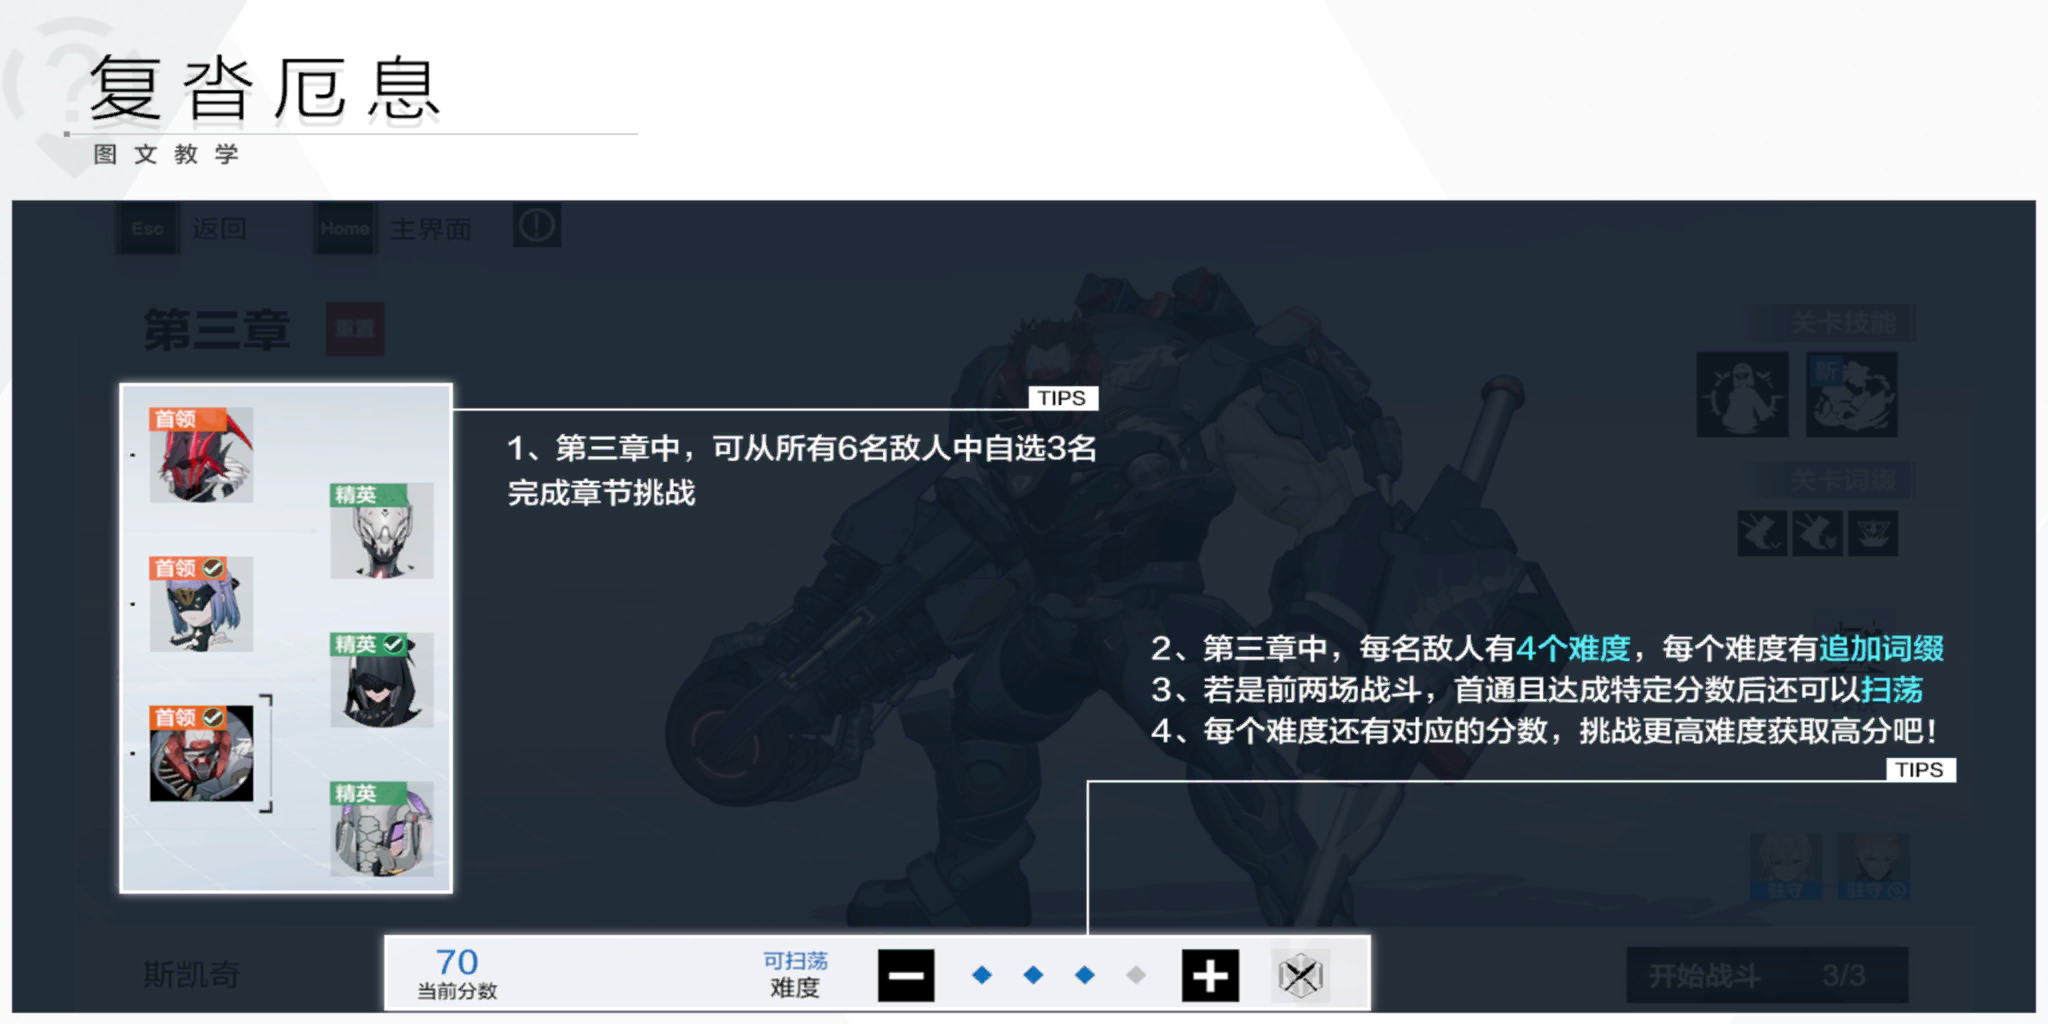 复沓厄息
图文教学
Esc 返回 Home 主界面
第三章 重置
关卡技能
新
关卡词缀
首领
精英
首领
精英
首领
精英
TIPS
1、第三章中，可从所有6名敌人中自选3名
完成章节挑战
2、第三章中，每名敌人有4个难度，每个难度有追加词缀
3、若是前两场战斗，首通且达成特定分数后还可以扫荡
4、每个难度还有对应的分数，挑战更高难度获取高分吧！
TIPS
驻守 驻守
斯凯奇
70
当前分数
可扫荡
难度
开始战斗 3/3